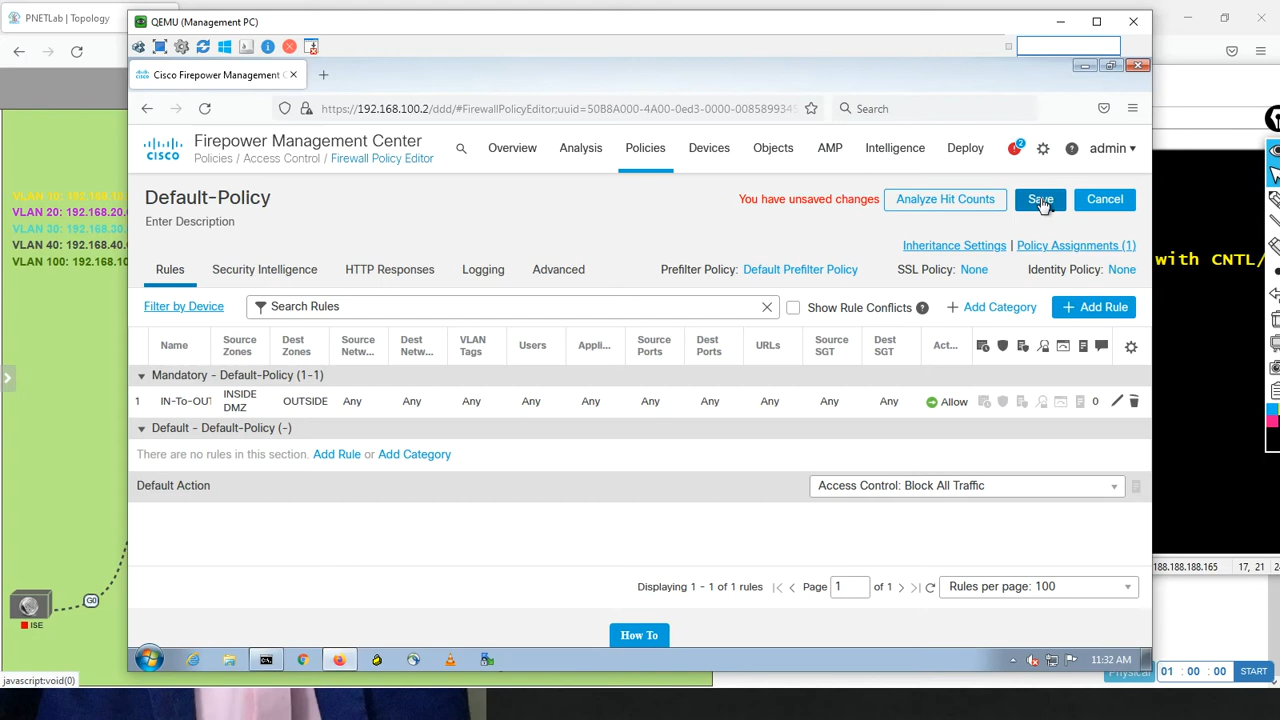 PNETLab | Topology
QEMU (Management PC)
Cisco Firepower Management
https://192.168.100.2/ddd/#FirewallPolicyEditor;uuid=50B8A000-4A00-0ed3-0000-0085899345
Search
CISCO
Firepower Management Center
Policies / Access Control / Firewall Policy Editor
Overview Analysis Policies Devices Objects AMP Intelligence Deploy 2 admin
Default-Policy
Enter Description
You have unsaved changes
Analyze Hit Counts
Save
Cancel
Inheritance Settings | Policy Assignments (1)
Rules Security Intelligence HTTP Responses Logging Advanced
Prefilter Policy: Default Prefilter Policy SSL Policy: None Identity Policy: None
Filter by Device
Search Rules
Show Rule Conflicts
+ Add Category
+ Add Rule
Name Source Zones Dest Zones Source Netw... Dest Netw... VLAN Tags Users Appli... Source Ports Dest Ports URLs Source SGT Dest SGT Act...
Mandatory - Default-Policy (1-1)
1 IN-To-OUT INSIDE DMZ OUTSIDE Any Any Any Any Any Any Any Any Any Any Allow 0
Default - Default-Policy (-)
There are no rules in this section. Add Rule or Add Category
Default Action
Access Control: Block All Traffic
Displaying 1 - 1 of 1 rules
Page 1 of 1
Rules per page: 100
How To
11:32 AM
VLAN 10: 192.168.10
VLAN 20: 192.168.20.
VLAN 30: 192.168.30.
VLAN 40: 192.168.40.
VLAN 100: 192.168.10
G0
ISE
javascript:void(0)
with CNTL/
188.188.188.165
17, 21
Physical
01 : 00 : 00
START